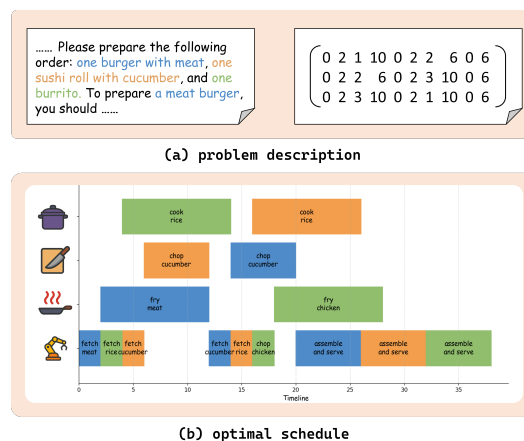 ...... Please prepare the following
order: one burger with meat, one
sushi roll with cucumber, and one
burrito. To prepare a meat burger,
you should ......
0 2 1 10 0 2 2 6 0 6
0 2 2 6 0 2 3 10 0 6
0 2 3 10 0 2 1 10 0 6
(a) problem description
cook
rice
cook
rice
chop
cucumber
chop
cucumber
fry
meat
fry
chicken
fetch
meat
fetch
rice
fetch
cucumber
fetch
cucumber
fetch
rice
chop
chicken
assemble
and serve
assemble
and serve
assemble
and serve
0 5 10 15 20 25 30 35
Timeline
(b) optimal schedule